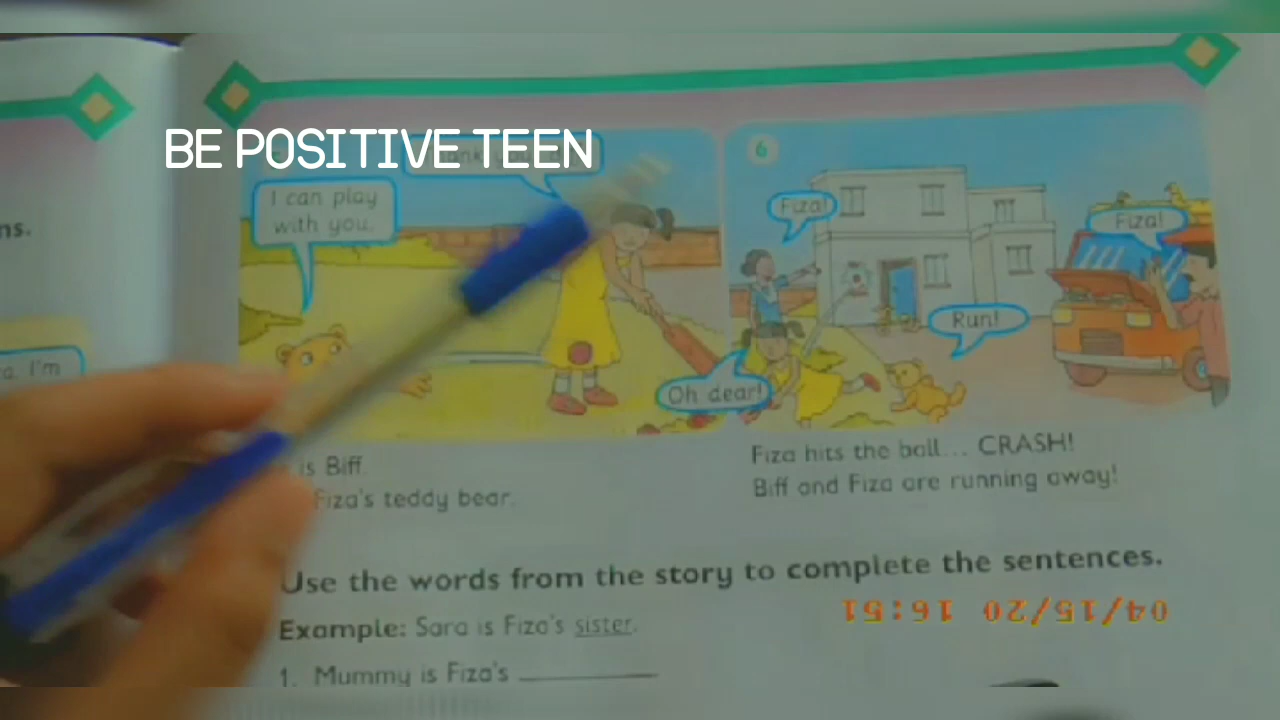 BE POSITIVE TEEN
ns.
I'm
I can play
with you.
6
Fiza!
Fiza!
Run!
Oh dear!
is Biff.
Fiza's teddy bear.
Fiza hits the ball... CRASH!
Biff and Fiza are running away!
Use the words from the story to complete the sentences.
04/15/20 16:51
Example: Sara is Fiza's sister.
1. Mummy is Fiza's